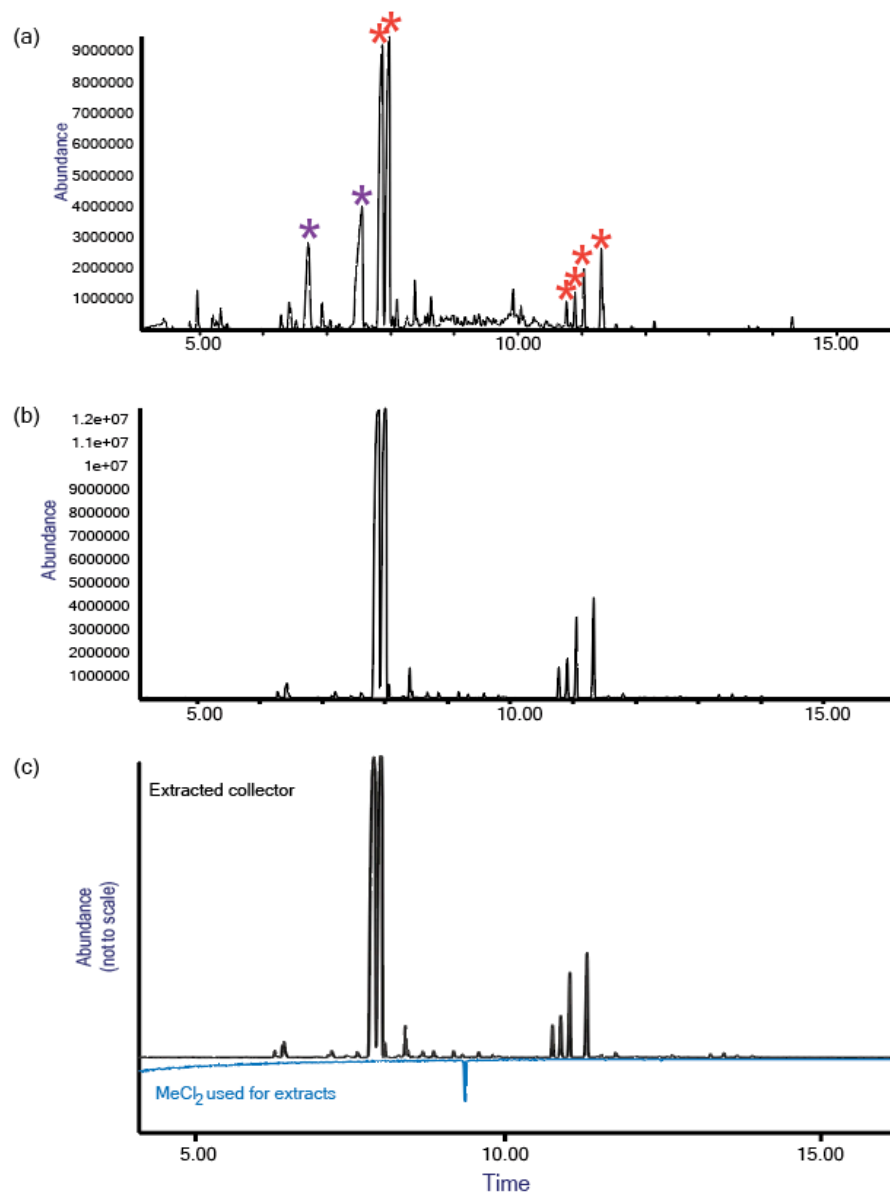 (a)
Abundance
9000000
8000000
7000000
6000000
5000000
4000000
3000000
2000000
1000000
5.00 10.00 15.00
(b)
Abundance
1.2e+07
1.1e+07
1e+07
9000000
8000000
7000000
6000000
5000000
4000000
3000000
2000000
1000000
5.00 10.00 15.00
(c)
Extracted collector
Abundance
(not to scale)
MeCl2 used for extracts
5.00 10.00 15.00
Time